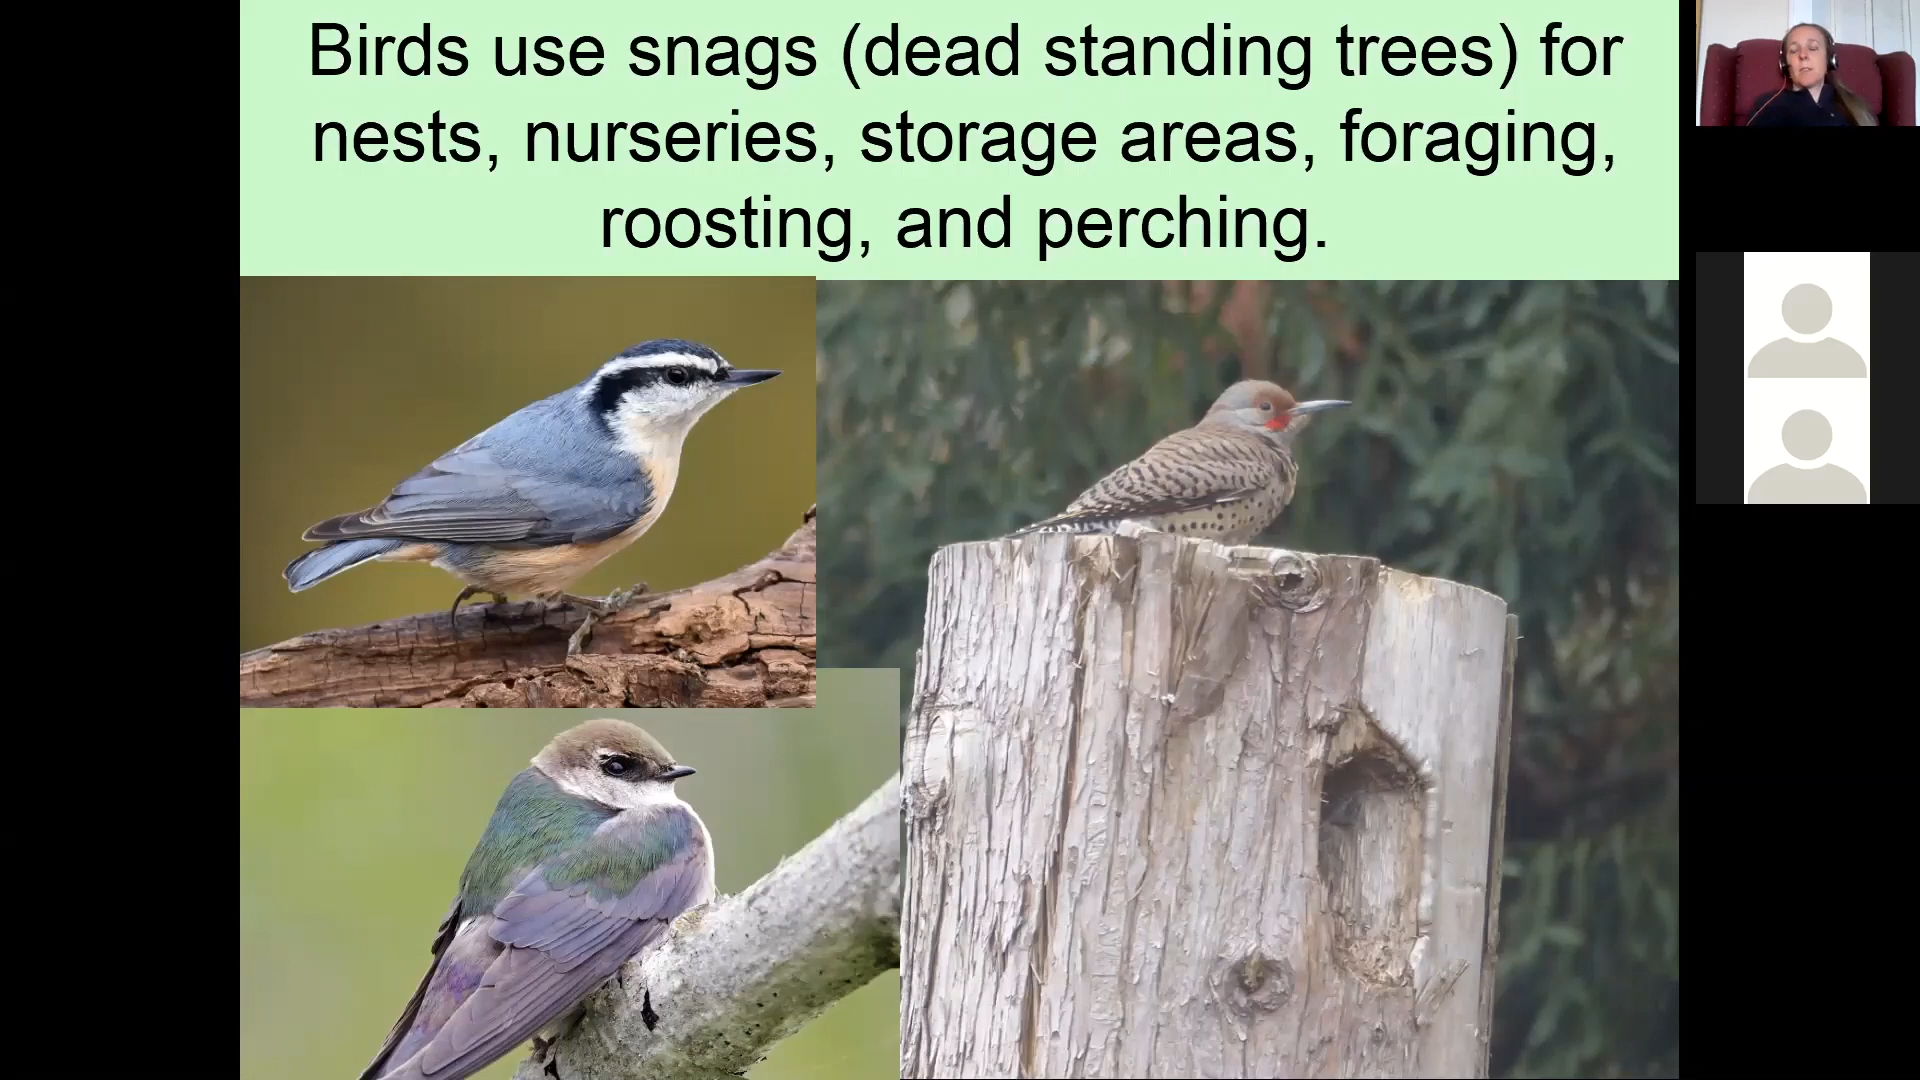 Birds use snags (dead standing trees) for
nests, nurseries, storage areas, foraging,
roosting, and perching.